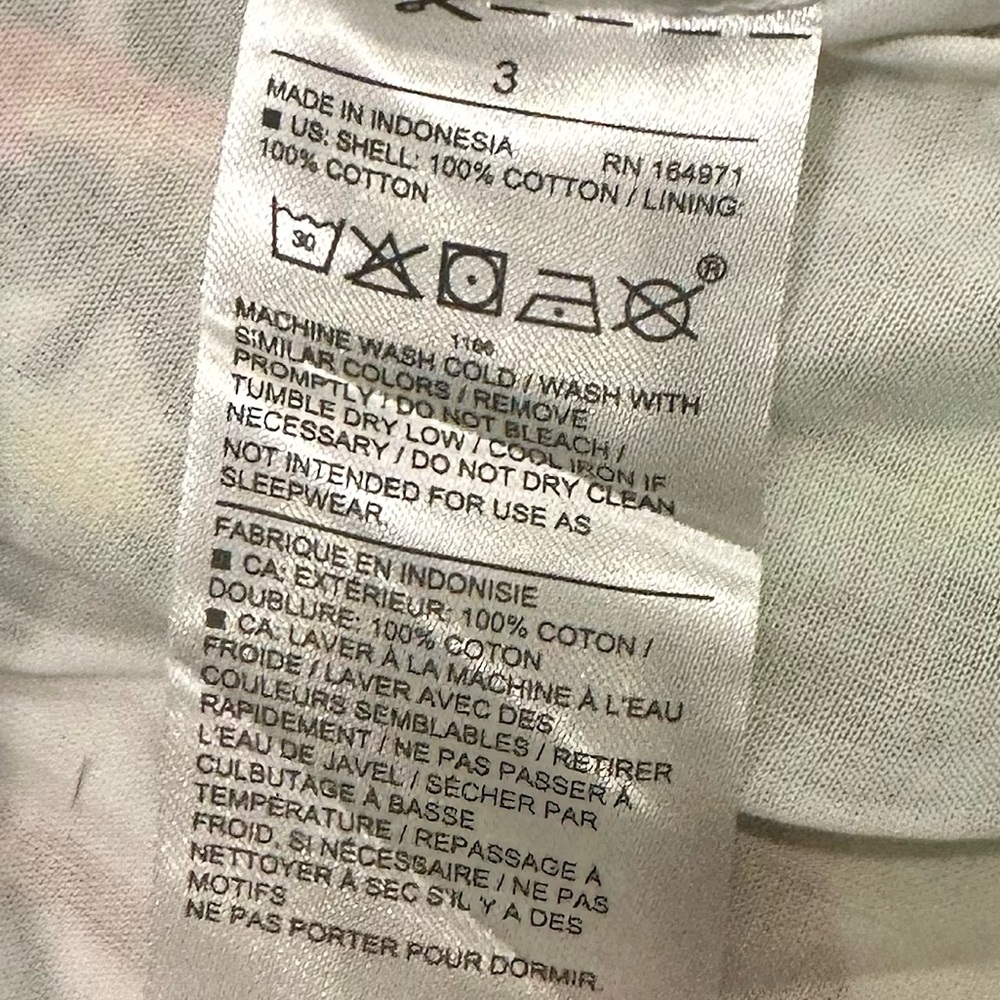 3
MADE IN INDONESIA RN 164971
■ US: SHELL: 100% COTTON / LINING:
100% COTTON
30
®
1166
MACHINE WASH COLD / WASH WITH
SIMILAR COLORS / REMOVE
PROMPTLY / DO NOT BLEACH /
TUMBLE DRY LOW / COOL IRON IF
NECESSARY / DO NOT DRY CLEAN
NOT INTENDED FOR USE AS
SLEEPWEAR.
FABRIQUE EN INDONISIE
■ CA: EXTÉRIEUR: 100% COTON /
DOUBLURE: 100% COTON
■ CA: LAVER À LA MACHINE À L'EAU
FROIDE / LAVER AVEC DES
COULEURS SEMBLABLES / RETIRER
RAPIDEMENT / NE PAS PASSER À
L'EAU DE JAVEL / SÉCHER PAR
CULBUTAGE À BASSE
TEMPÉRATURE / REPASSAGE À
FROID, SI NÉCESSAIRE / NE PAS
NETTOYER À SEC S'IL Y A DES
MOTIFS
NE PAS PORTER POUR DORMIR.